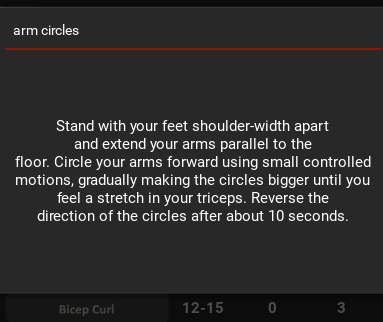 arm circles
Stand with your feet shoulder-width apart
and extend your arms parallel to the
floor. Circle your arms forward using small controlled
motions, gradually making the circles bigger until you
feel a stretch in your triceps. Reverse the
direction of the circles after about 10 seconds.
Bicep Curl 12-15 0 3